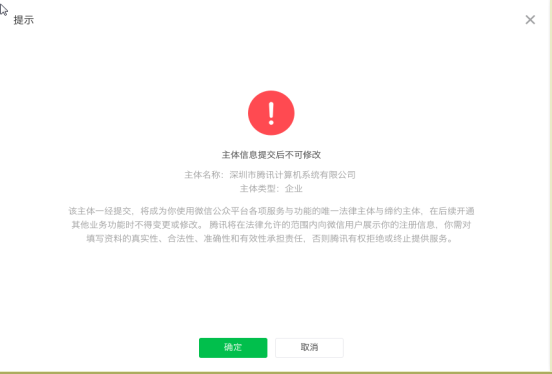 提示
主体信息提交后不可修改
主体名称：深圳市腾讯计算机系统有限公司
主体类型：企业
该主体一经提交，将成为你使用微信公众平台各项服务与功能的唯一法律主体与缔约主体，在后续开通
其他业务功能时不得变更或修改。腾讯将在法律允许的范围内向微信用户展示你的注册信息，你需对
填写资料的真实性、合法性、准确性和有效性承担责任，否则腾讯有权拒绝或终止提供服务。
确定
取消